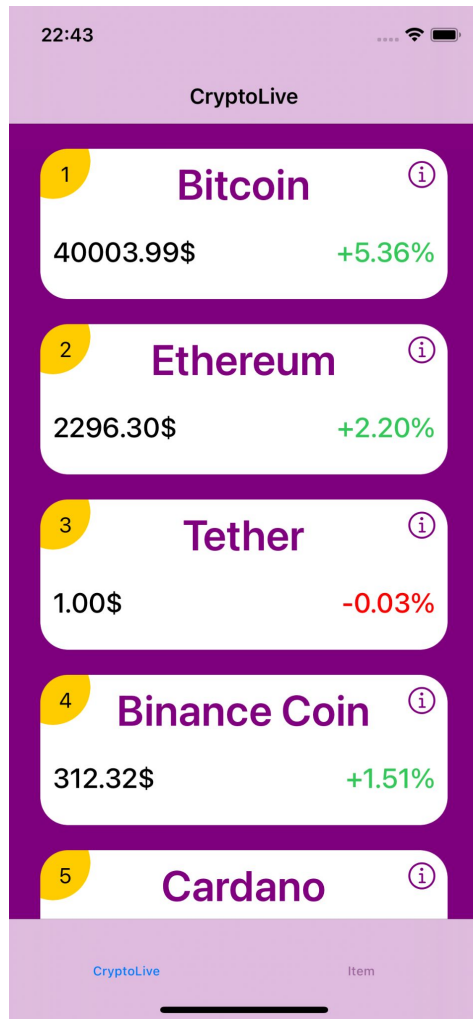 22:43
CryptoLive
1
Bitcoin
40003.99$ +5.36%
2
Ethereum
2296.30$ +2.20%
3
Tether
1.00$ -0.03%
4
Binance Coin
312.32$ +1.51%
5
Cardano
CryptoLive Item